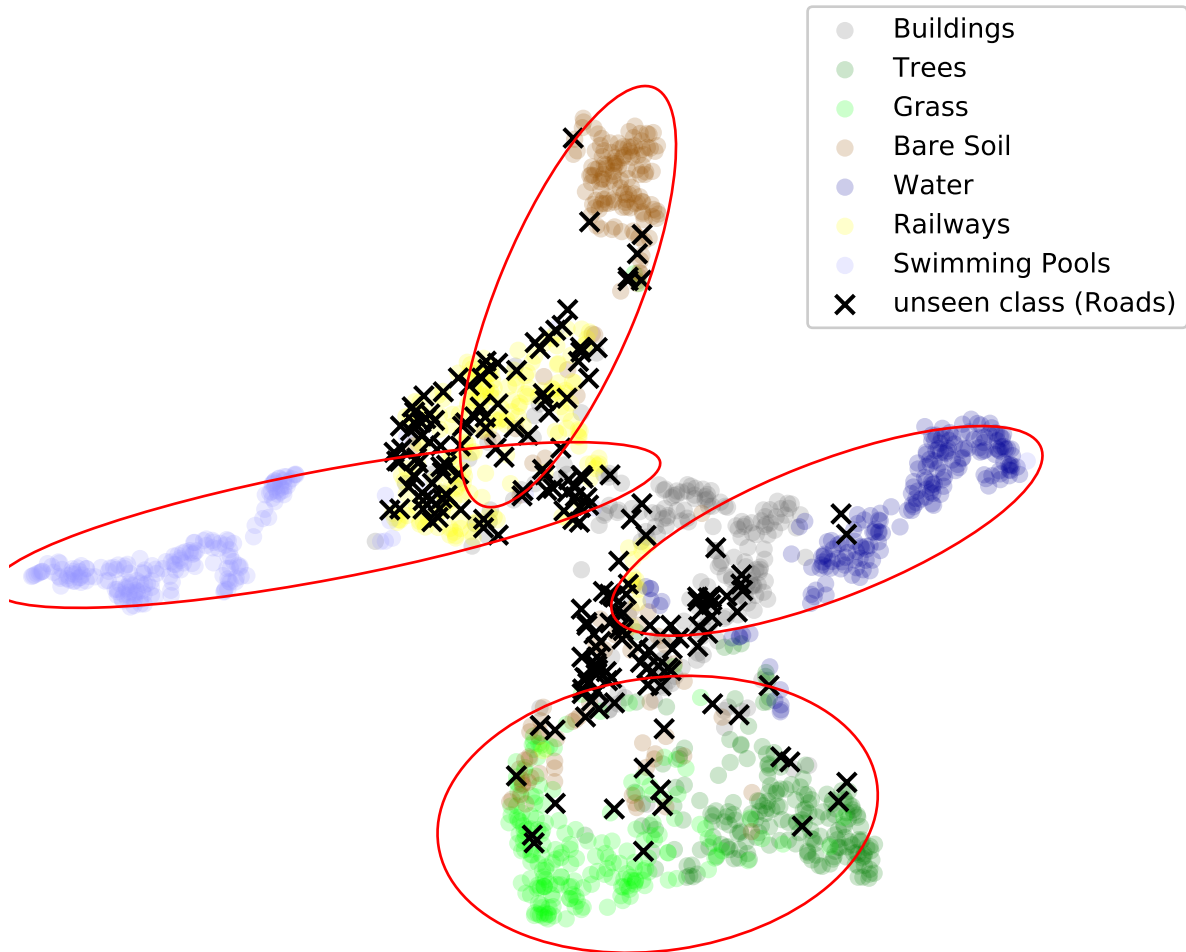 Buildings
Trees
Grass
Bare Soil
Water
Railways
Swimming Pools
unseen class (Roads)